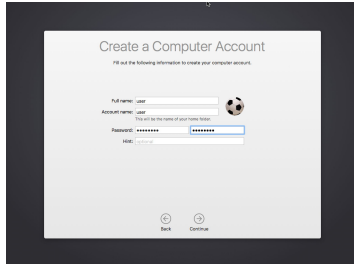 Create a Computer Account
Fill out the following information to create your computer account.
Full name: user
Account name: user
This will be the name of your home folder.
Password: •••••••• ••••••••
Hint: optional
Back Continue